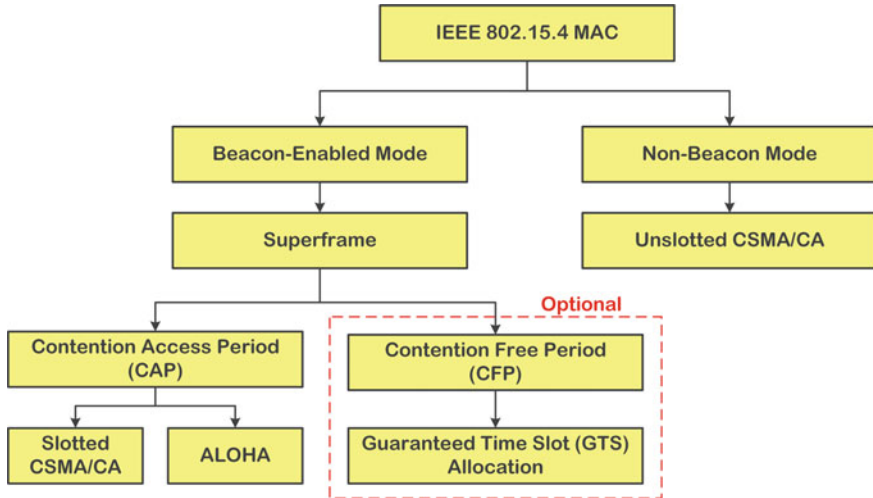 IEEE 802.15.4 MAC
Beacon-Enabled Mode
Non-Beacon Mode
Superframe
Unslotted CSMA/CA
Optional
Contention Access Period
(CAP)
Contention Free Period
(CFP)
Slotted
CSMA/CA
ALOHA
Guaranteed Time Slot (GTS)
Allocation